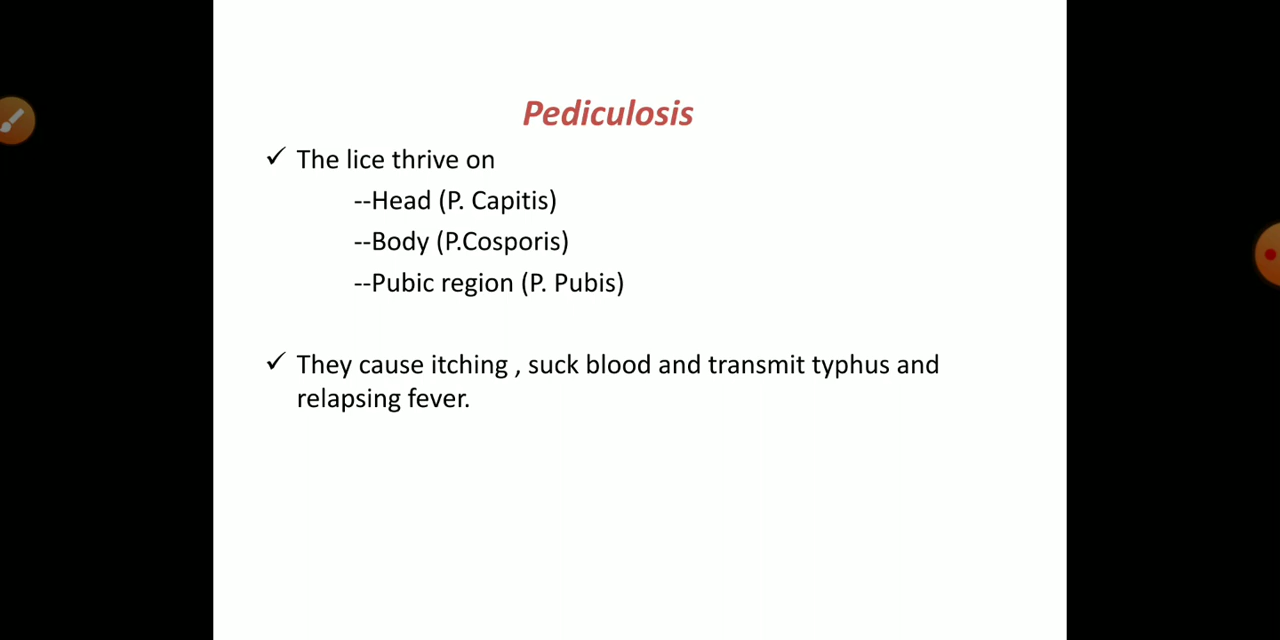 Pediculosis
✓ The lice thrive on
--Head (P. Capitis)
--Body (P.Cosporis)
--Pubic region (P. Pubis)
✓ They cause itching , suck blood and transmit typhus and
relapsing fever.